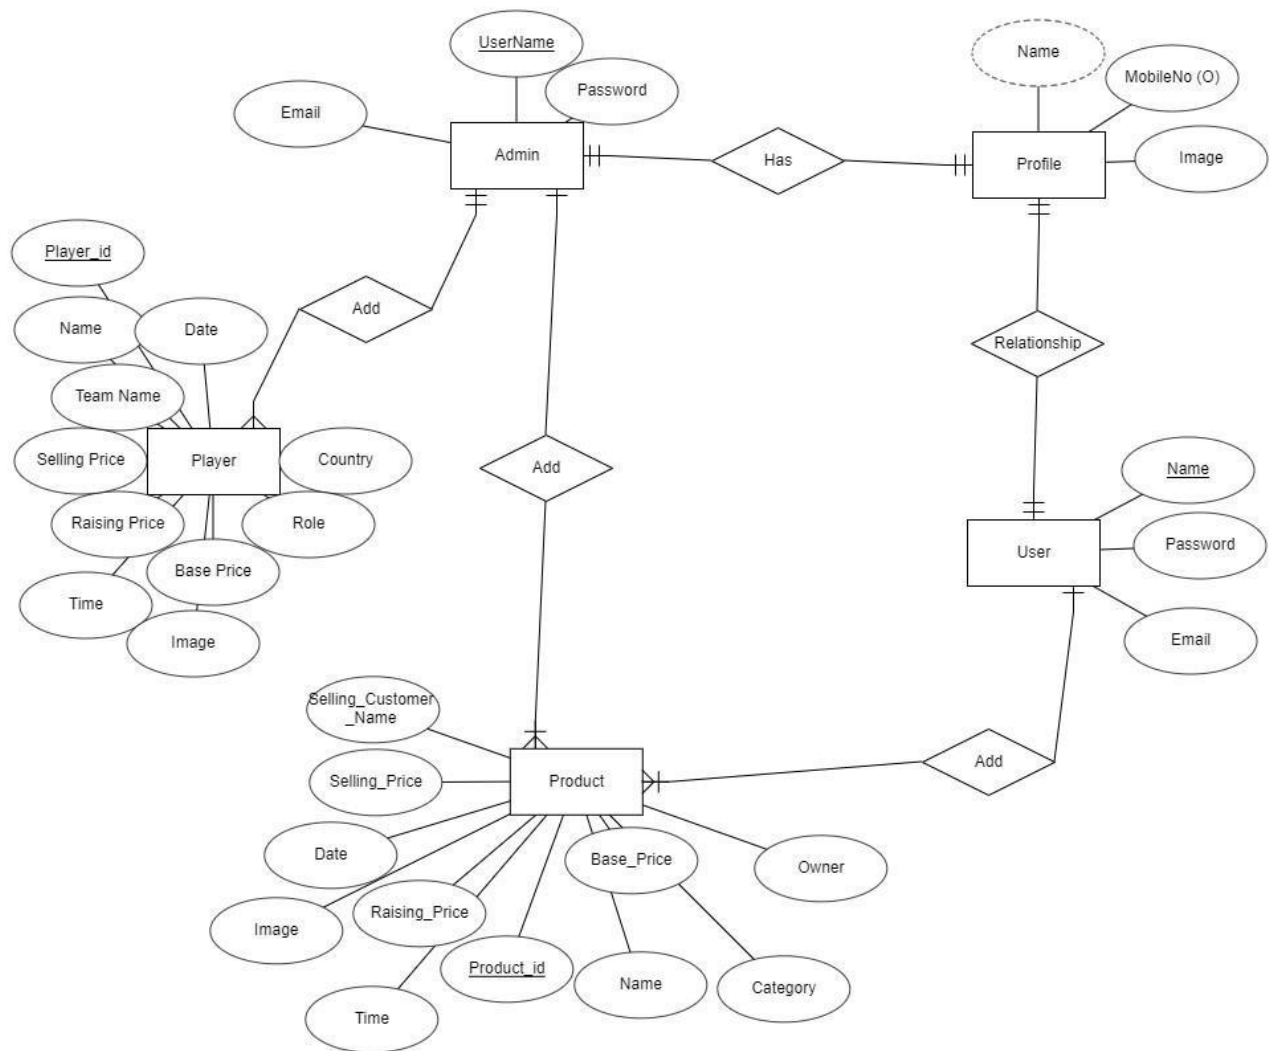 UserName
Name
MobileNo (O)
Password
Email
Admin
Has
Profile
Image
Player_id
Add
Name
Date
Relationship
Team Name
Selling Price
Player
Country
Add
Name
Raising Price
Role
User
Password
Base Price
Time
Image
Email
Selling_Customer
_Name
Selling_Price
Product
Add
Date
Base_Price
Owner
Raising_Price
Image
Product_id
Name
Category
Time